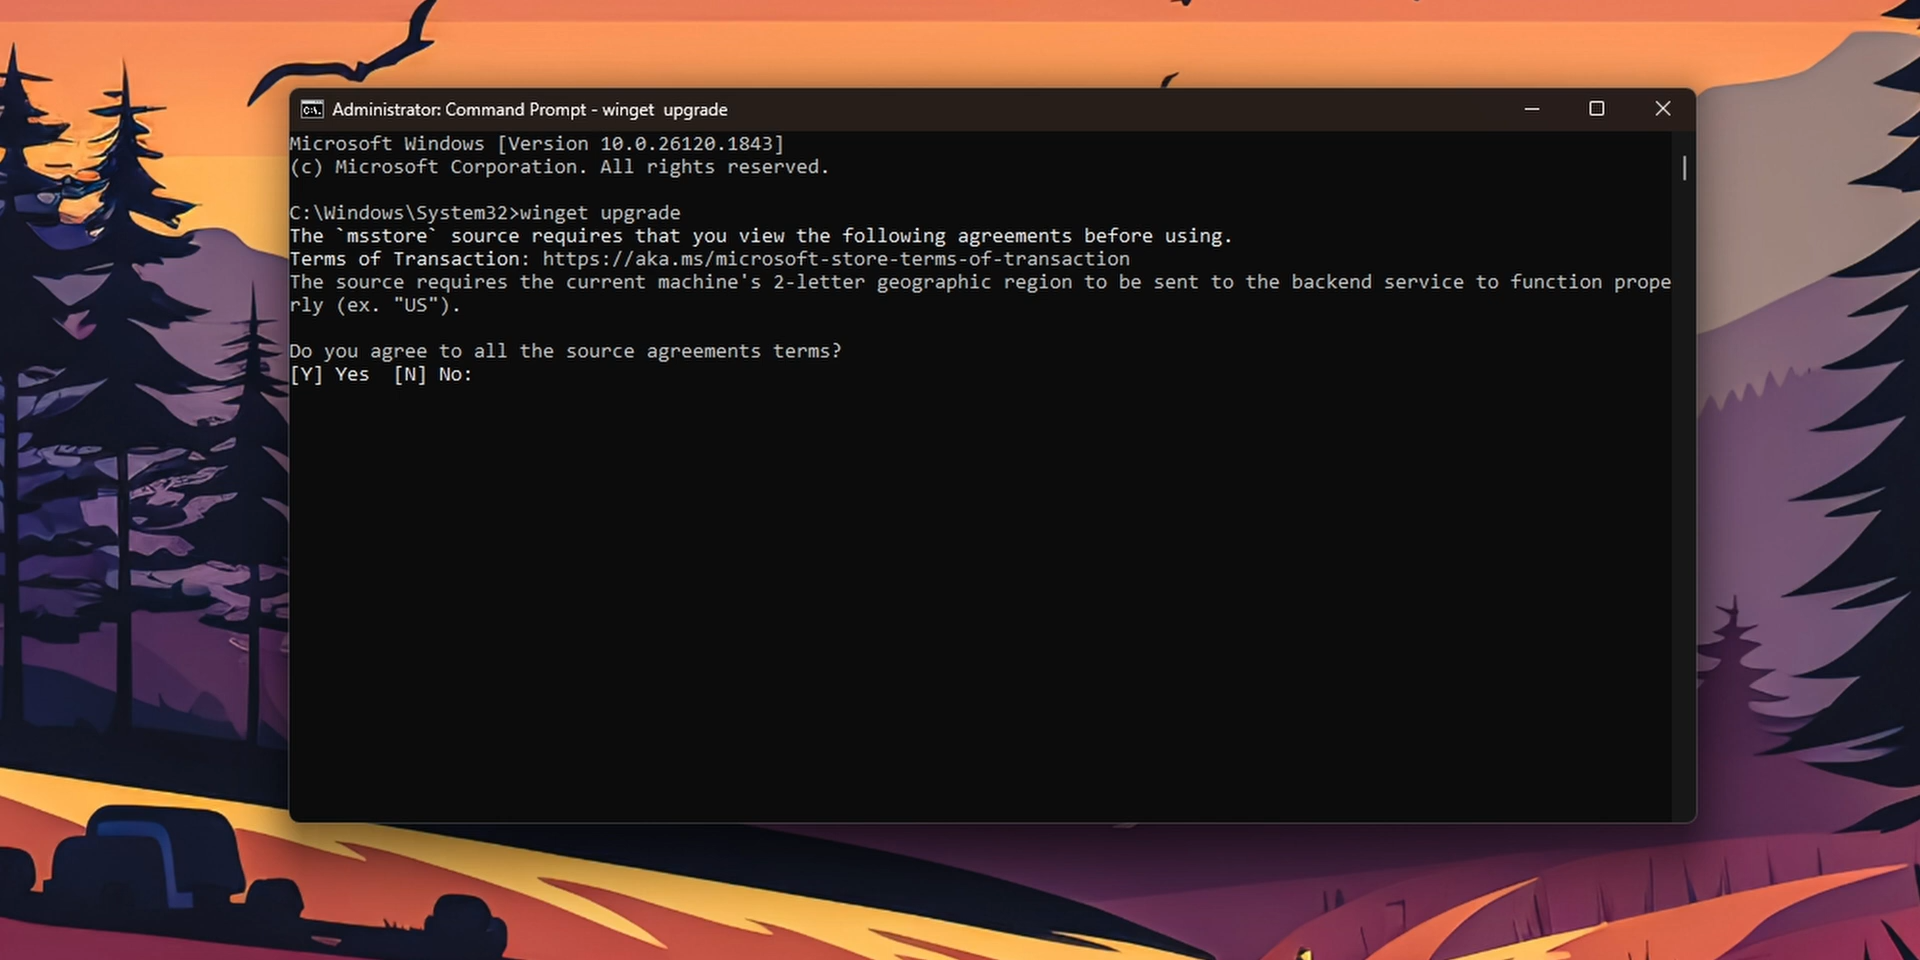 Administrator: Command Prompt - winget  upgrade
Microsoft Windows [Version 10.0.26120.1843]
(c) Microsoft Corporation. All rights reserved.
C:\Windows\System32>winget upgrade
The `msstore` source requires that you view the following agreements before using.
Terms of Transaction: https://aka.ms/microsoft-store-terms-of-transaction
The source requires the current machine's 2-letter geographic region to be sent to the backend service to function prope
rly (ex. "US").
Do you agree to all the source agreements terms?
[Y] Yes  [N] No: